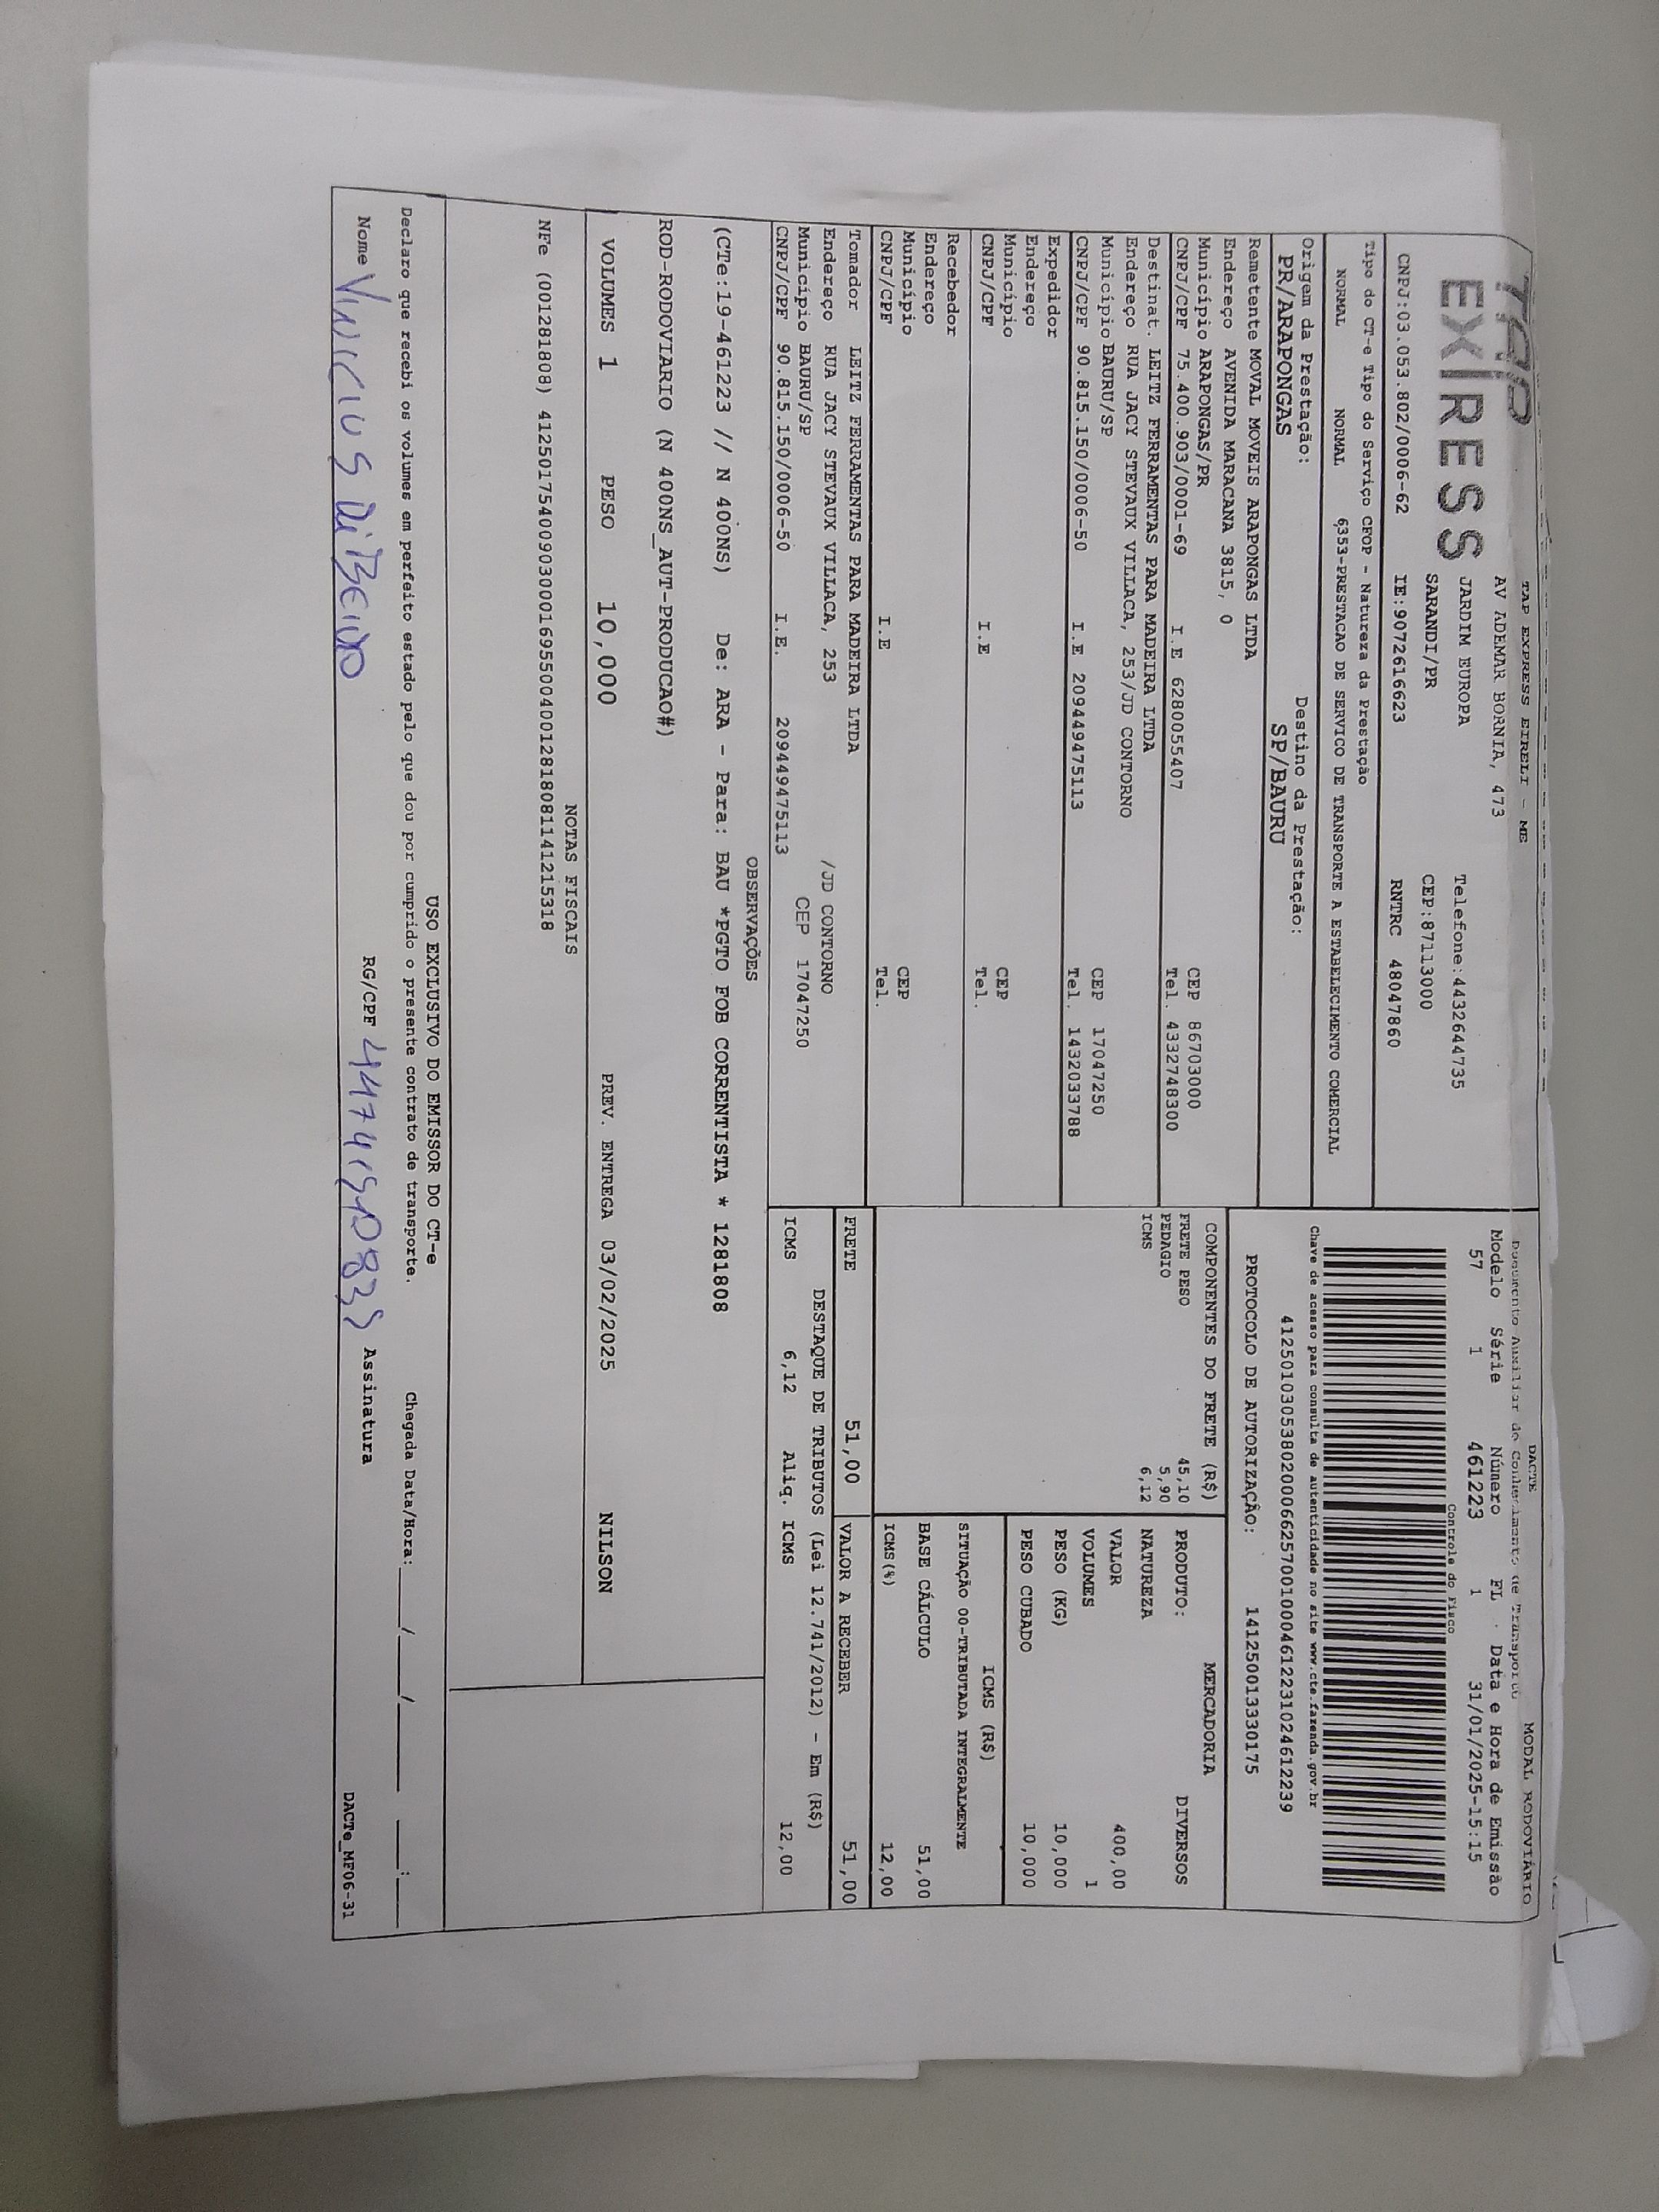 TAP
EXPRESS
TAP EXPRESS EIRELI - ME
AV ADEMAR BORNIA, 473
JARDIM EUROPA Telefone:4432644735
SARANDI/PR CEP:87113000
CNPJ:03.053.802/0006-62 IE:9072616623 RNTRC 48047860
Tipo do CT-e Tipo do Serviço CFOP - Natureza da Prestação
NORMAL NORMAL 6353-PRESTACAO DE SERVICO DE TRANSPORTE A ESTABELECIMENTO COMERCIAL
Origem da Prestação: Destino da Prestação:
PR/ARAPONGAS SP/BAURU
DACTE MODAL RODOVIÁRIO
Documento Auxiliar do Conhecimento de Transporte
Modelo Série Número FL Data e Hora de Emissão
57 1 461223 1 31/01/2025-15:15
Controle do Fisco
Chave de acesso para consulta de autenticidade no site www.cte.fazenda.gov.br
41250103053802000662570010004612231024612239
PROTOCOLO DE AUTORIZAÇÃO: 141250013330175
Remetente MOVAL MOVEIS ARAPONGAS LTDA
Endereço AVENIDA MARACANA 3815, 0
Município ARAPONGAS/PR CEP 86703000
CNPJ/CPF 75.400.903/0001-69 I.E 6280055407 Tel. 4332748300
Destinat. LEITZ FERRAMENTAS PARA MADEIRA LTDA
Endereço RUA JACY STEVAUX VILLACA, 253/JD CONTORNO
Município BAURU/SP CEP 17047250
CNPJ/CPF 90.815.150/0006-50 I.E 209449475113 Tel. 1432033788
Expedidor
Endereço
Município CEP
CNPJ/CPF I.E Tel.
Recebedor
Endereço
Município CEP
CNPJ/CPF I.E Tel.
Tomador LEITZ FERRAMENTAS PARA MADEIRA LTDA
Endereço RUA JACY STEVAUX VILLACA, 253 /JD CONTORNO
Município BAURU/SP CEP 17047250
CNPJ/CPF 90.815.150/0006-50 I.E. 209449475113
COMPONENTES DO FRETE (R$)
FRETE PESO 45,10
PEDAGIO 5,90
ICMS 6,12
MERCADORIA
PRODUTO: DIVERSOS
NATUREZA
VALOR 400,00
VOLUMES 1
PESO (KG) 10,000
PESO CUBADO 10,000
ICMS (R$)
SITUAÇÃO 00-TRIBUTADA INTEGRALMENTE
BASE CÁLCULO 51,00
ICMS(%) 12,00
FRETE 51,00 VALOR A RECEBER 51,00
DESTAQUE DE TRIBUTOS (Lei 12.741/2012) - Em (R$)
ICMS 6,12 Aliq. ICMS 12,00
OBSERVAÇÕES
(CTe:19-461223 // N 400NS) De: ARA - Para: BAU *PGTO FOB CORRENTISTA * 1281808
ROD-RODOVIARIO (N 400NS_AUT-PRODUCAO#)
VOLUMES 1 PESO 10,000 PREV. ENTREGA 03/02/2025 NILSON
NOTAS FISCAIS
NFe (001281808) 41250175400903000169550040012818081141215318
USO EXCLUSIVO DO EMISSOR DO CT-e
Declaro que recebi os volumes em perfeito estado pelo que dou por cumprido o presente contrato de transporte. Chegada Data/Hora:____/____/______ ___:___
Nome VINICIUS RG/CPF Assinatura
DACTe_MF06-31